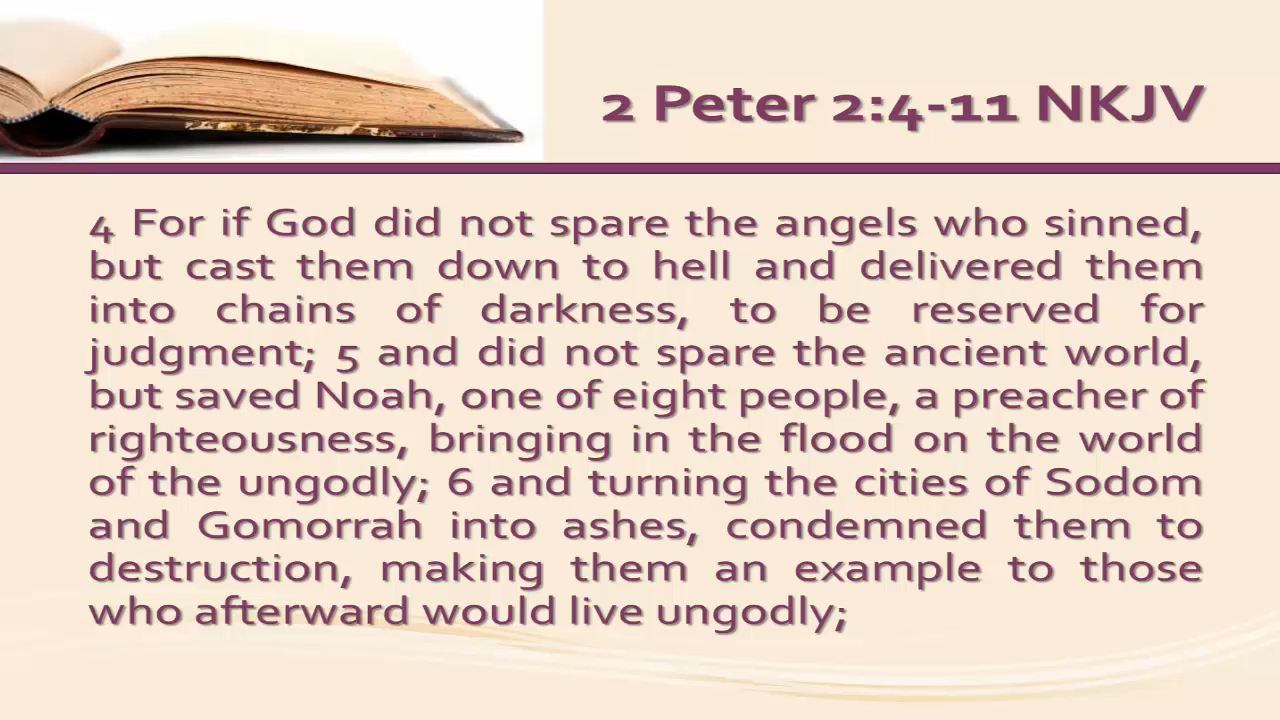 2 Peter 2:4-11 NKJV
4 For if God did not spare the angels who sinned,
but cast them down to hell and delivered them
into chains of darkness, to be reserved for
judgment; 5 and did not spare the ancient world,
but saved Noah, one of eight people, a preacher of
righteousness, bringing in the flood on the world
of the ungodly; 6 and turning the cities of Sodom
and Gomorrah into ashes, condemned them to
destruction, making them an example to those
who afterward would live ungodly;